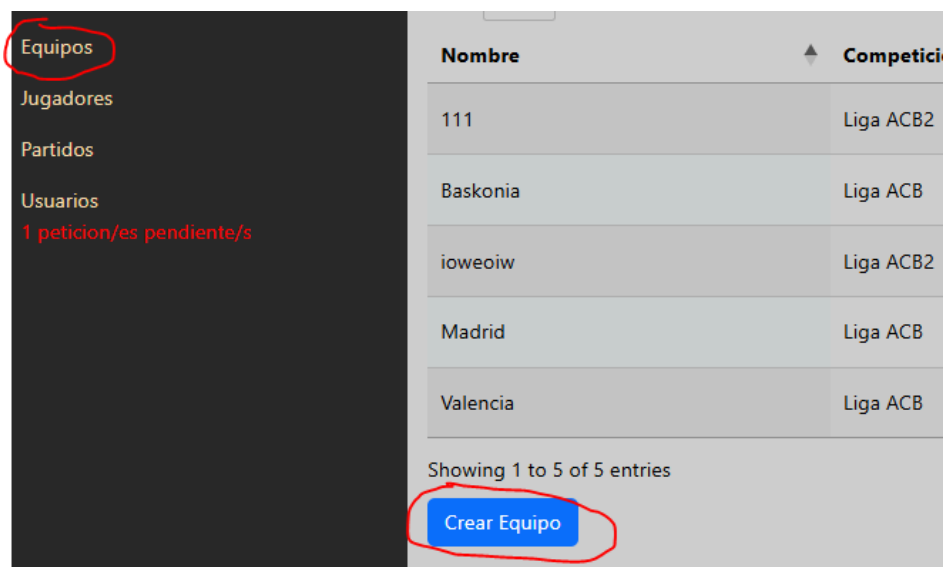 Equipos
Jugadores
Partidos
Usuarios
1 peticion/es pendiente/s
Nombre Competici
111 Liga ACB2
Baskonia Liga ACB
ioweoiw Liga ACB2
Madrid Liga ACB
Valencia Liga ACB
Showing 1 to 5 of 5 entries
Crear Equipo